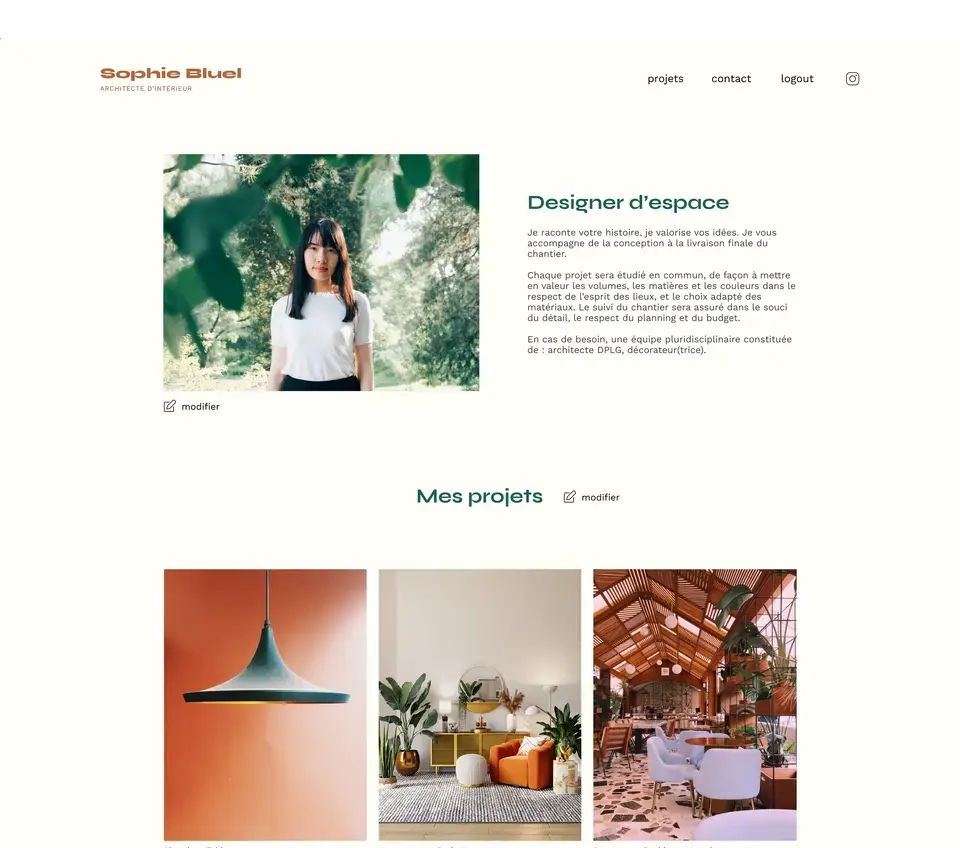 Sophie Bluel
ARCHITECTE D'INTÉRIEUR
projets
contact
logout
Designer d'espace
Je raconte votre histoire, je valorise vos idées. Je vous
accompagne de la conception à la livraison finale du
chantier.
Chaque projet sera étudié en commun, de façon à mettre
en valeur les volumes, les matières et les couleurs dans le
respect de l'esprit des lieux, et le choix adapté des
matériaux. Le suivi du chantier sera assuré dans le souci
du détail, le respect du planning et du budget.
En cas de besoin, une équipe pluridisciplinaire constituée
de : architecte DPLG, décorateur(trice).
modifier
Mes projets
modifier